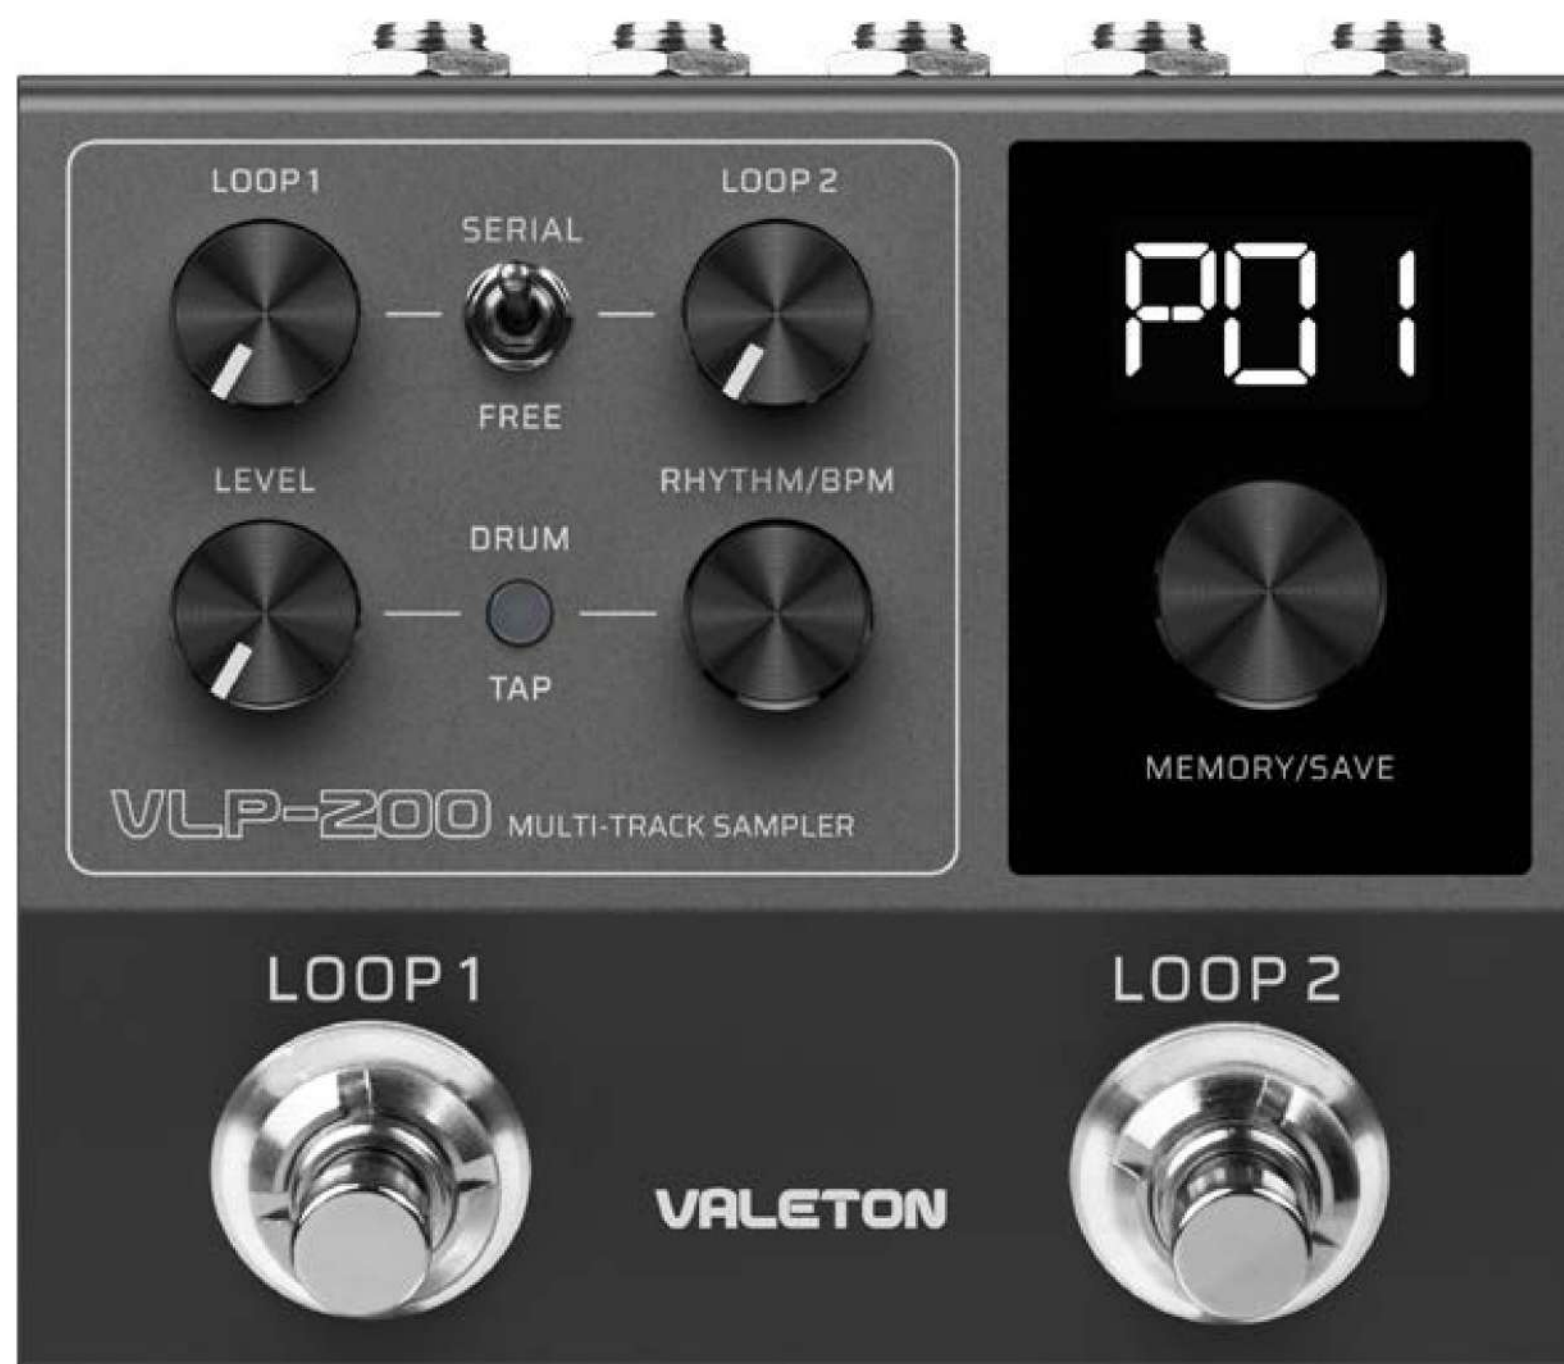 LOOP 1
LOOP 2
SERIAL
FREE
P01
LEVEL
RHYTHM/BPM
DRUM
TAP
MEMORY/SAVE
VLP-200 MULTI-TRACK SAMPLER
LOOP 1
LOOP 2
VALETON